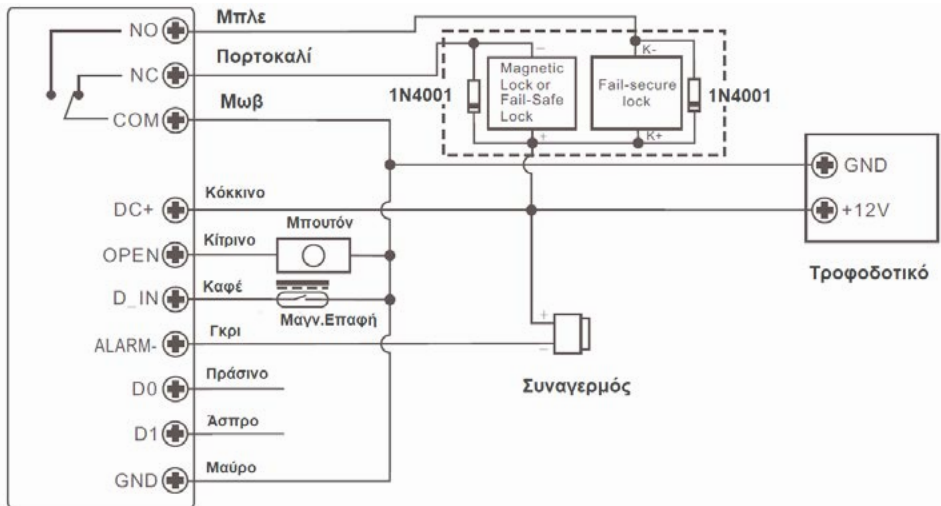 NO
Μπλε
NC
Πορτοκαλί
COM
Μωβ
1N4001
−
Magnetic
Lock or
Fail-Safe
Lock
+
K-
Fail-secure
lock
K+
1N4001
GND
+12V
Τροφοδοτικό
DC+
Κόκκινο
OPEN
Κίτρινο
Μπουτόν
D_IN
Καφέ
Μαγν.Επαφή
ALARM-
Γκρι
+
−
Συναγερμός
D0
Πράσινο
D1
Άσπρο
GND
Μαύρο